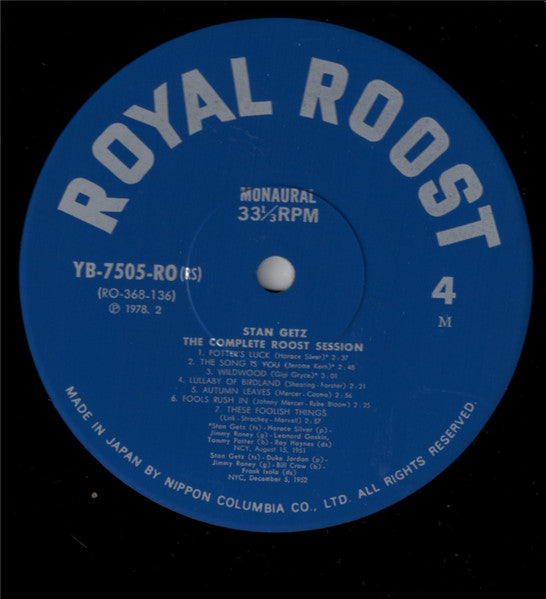 ROYAL ROOST
MONAURAL
33⅓RPM
YB-7505-RO(RS)
(RO-368-136)
Ⓟ 1978. 2
4
M
STAN GETZ
THE COMPLETE ROOST SESSION
1. POTTER'S LUCK (Horace Silver)* 2:37
2. THE SONG IS YOU (Jerome Kern)* 2:48
3. WILDWOOD (Gigi Gryce)* 3:01
4. LULLABY OF BIRDLAND (Shearing-Forster) 2:21
5. AUTUMN LEAVES (Mercer-Cosma) 2:56
6. FOOLS RUSH IN (Johnny Mercer-Rube Bloom) 2:25
7. THESE FOOLISH THINGS
(Link-Strachey-Marvell) 2:57
*Stan Getz (ts)-Horace Silver (p)-
Jimmy Raney (g)-Leonard Gaskin,
Tommy Potter (b)-Roy Haynes (ds)
NCY, August 15, 1951
Stan Getz (ts)-Duke Jordan (p)-
Jimmy Raney (g)-Bill Crow (b)-
Frank Isola (ds)
NYC, December 5, 1952
MADE IN JAPAN BY NIPPON COLUMBIA CO., LTD. ALL RIGHTS RESERVED.